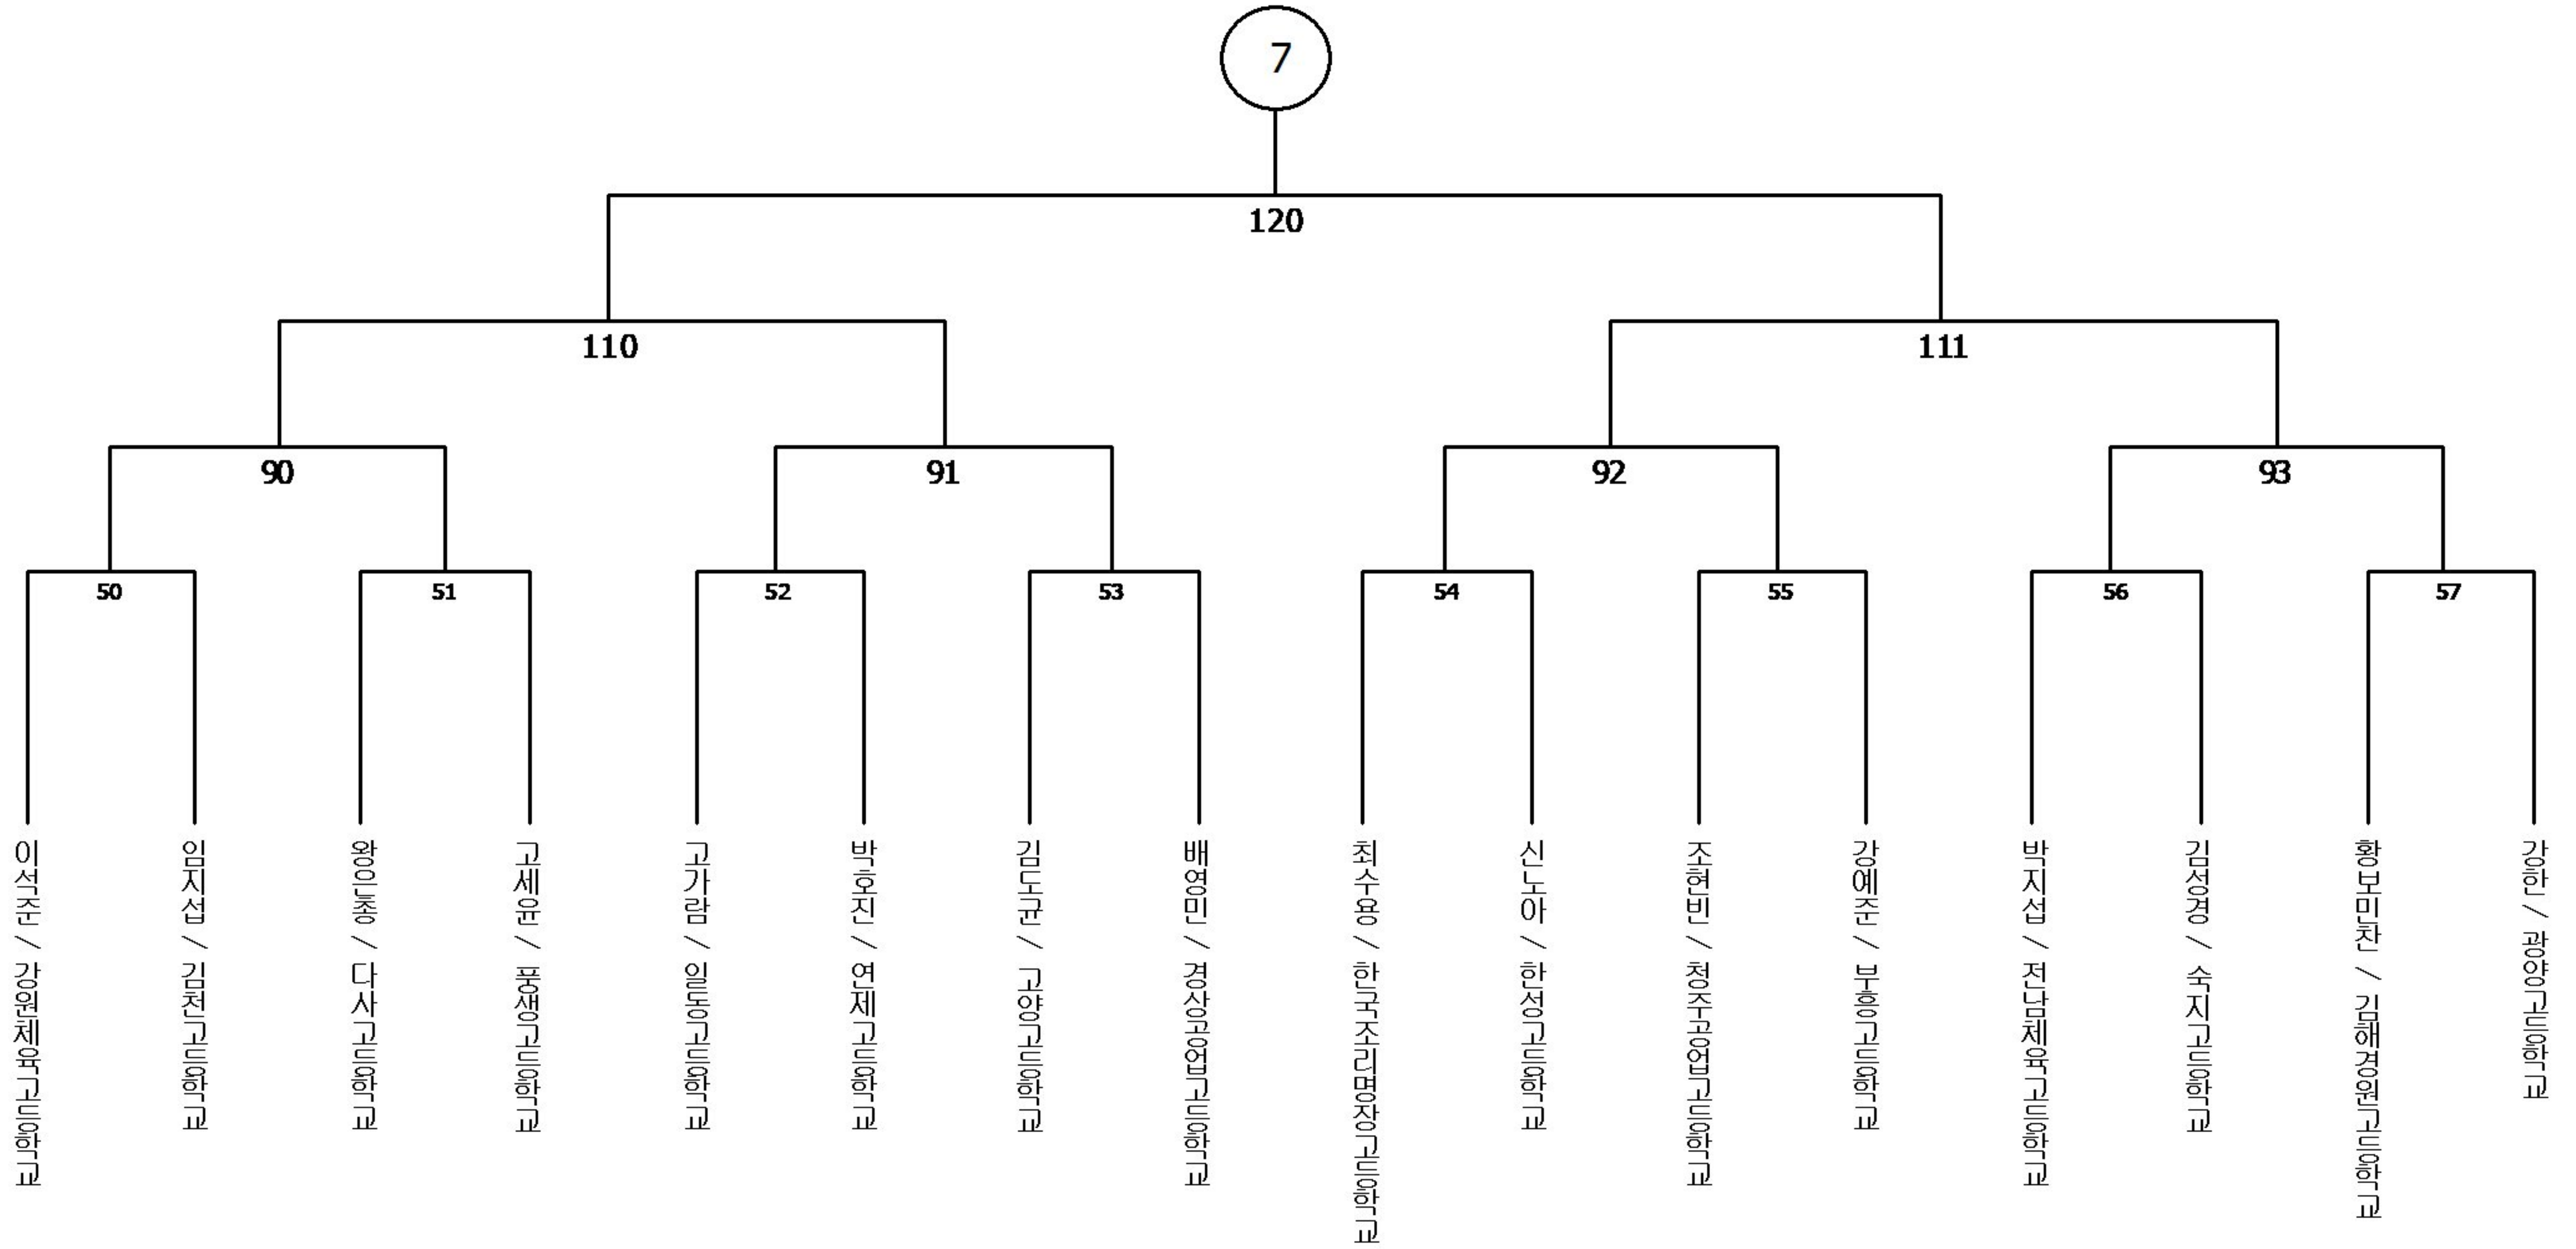 7
120
110
111
90
91
92
93
50
51
52
53
54
55
56
57
이석준 / 강원체육고등학교
임지섭 / 김천고등학교
왕은총 / 다사고등학교
고세윤 / 풍생고등학교
고가람 / 일동고등학교
박호진 / 연제고등학교
김도균 / 고양고등학교
배영민 / 경상공업고등학교
최수용 / 한국조리명장고등학교
신노아 / 한성고등학교
조현빈 / 청주공업고등학교
강예준 / 부흥고등학교
박지섭 / 전남체육고등학교
김성경 / 숙지고등학교
황보민찬 / 김해경원고등학교
강한 / 광양고등학교